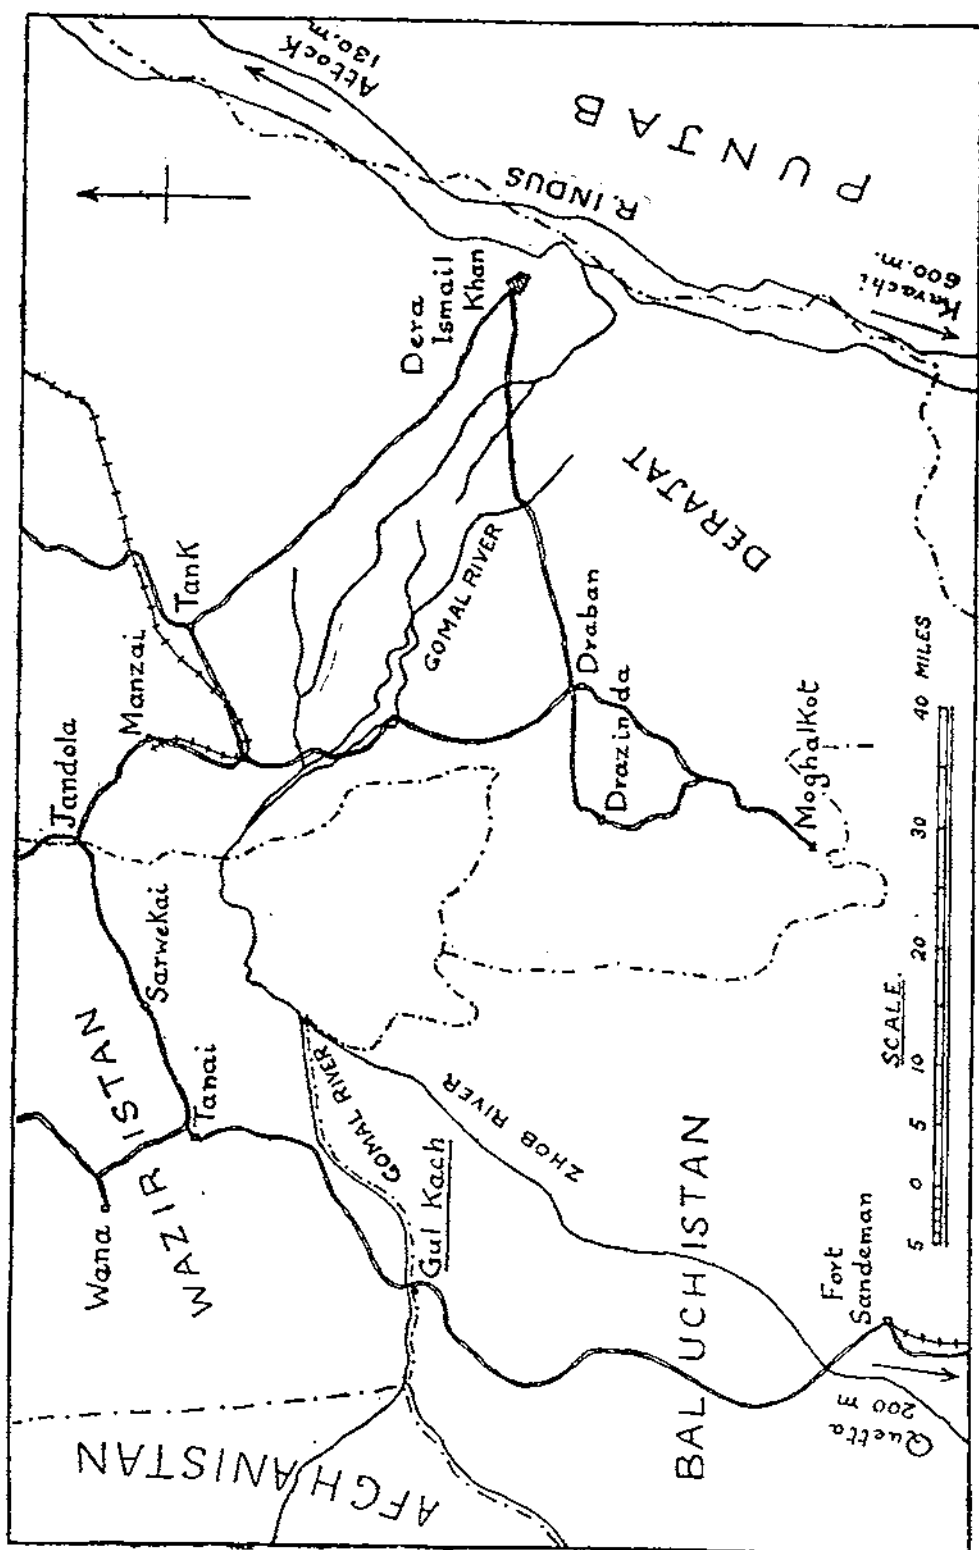 Attock
130.m
PUNJAB
R.INDUS
Karachi
600.m.
Dera
Ismail
Khan
Tank
Manzai
Jandola
GOMAL RIVER
DERAJAT
Draban
Drazinda
Moghalkot
Sarwekai
WAZIRISTAN
Wana
Tanai
GOMAL RIVER
Gul Kach
ZHOB RIVER
BALUCHISTAN
AFGHANISTAN
Fort
Sandeman
Quetta
200 m
SCALE.
5 0 5 10 20 30 40 MILES